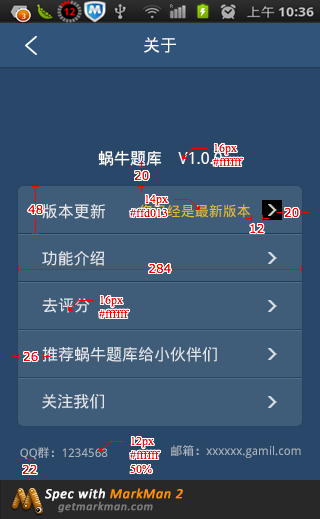 3 12 上午 10:36
关于
蜗牛题库 V1.0.
16px
#ffffff
20
48 版本更新 经是最新版本
14px
#ffd013
20
12
功能介绍
284
去评分
16px
#ffffff
26 推荐蜗牛题库给小伙伴们
关注我们
QQ群：1234568 邮箱：xxxxxx.gamil.com
12px
#ffffff
50%
22
Spec with MarkMan 2
getmarkman.com